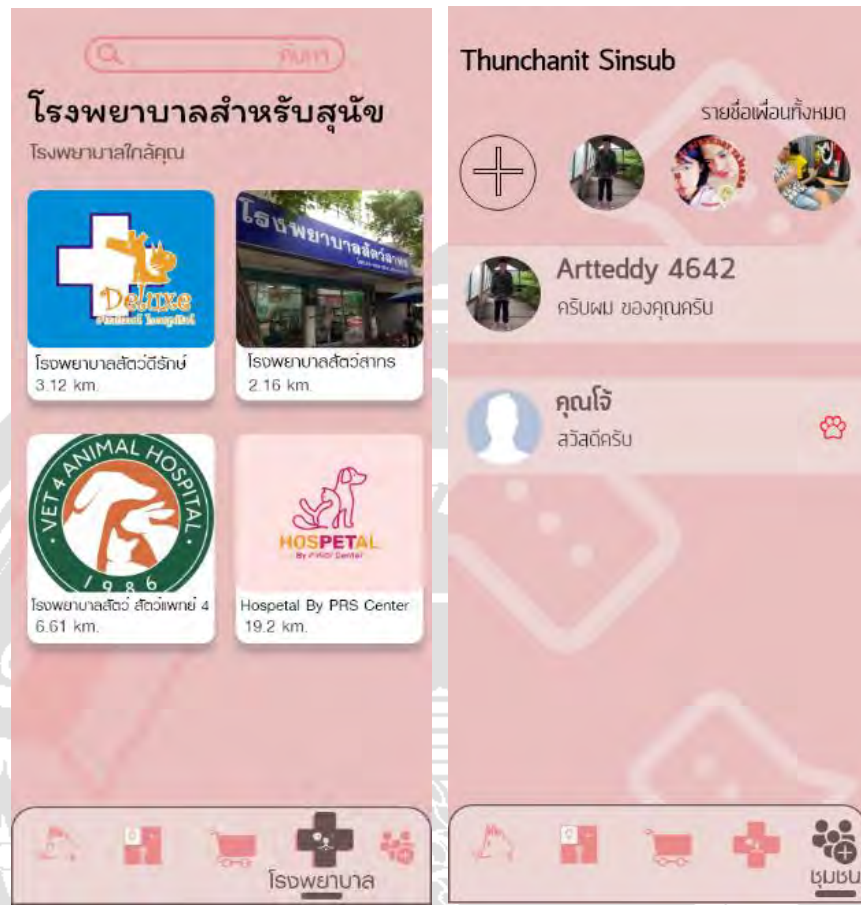 ค้นหา
โรงพยาบาลสำหรับสุนัข
โรงพยาบาลใกล้คุณ
Deluxe
Animal hospital
โรงพยาบาลสัตว์ดีรักษ์
3.12 km.
โรงพยาบาลสัตว์สาทร
โรงพยาบาลสัตว์สาทร
2.16 km.
VET 4 ANIMAL HOSPITAL
1986
โรงพยาบาลสัตว์ สัตว์แพทย์ 4
6.61 km.
HOSPETAL
Hospetal By PRS Center
19.2 km.
โรงพยาบาล
Thunchanit Sinsub
รายชื่อเพื่อนทั้งหมด
Artteddy 4642
ครับผม ของคุณครับ
คุณโจ้
สวัสดีครับ
ชุมชน